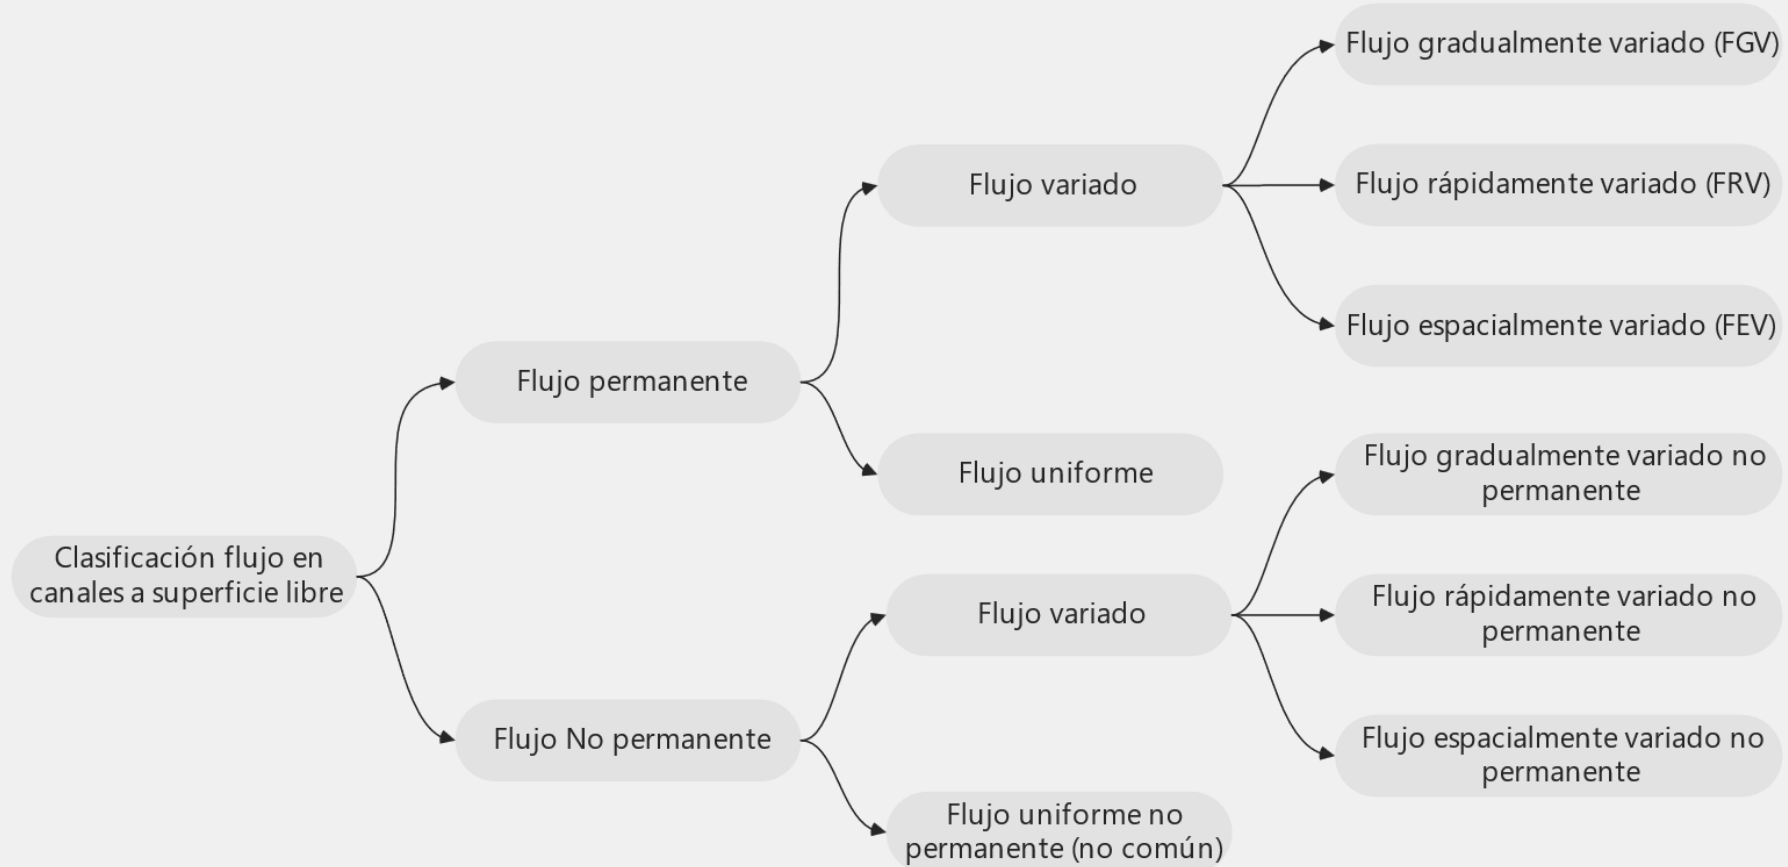 Flujo gradualmente variado (FGV)
Flujo variado
Flujo rápidamente variado (FRV)
Flujo espacialmente variado (FEV)
Flujo permanente
Flujo uniforme
Flujo gradualmente variado no
permanente
Clasificación flujo en
canales a superficie libre
Flujo variado
Flujo rápidamente variado no
permanente
Flujo No permanente
Flujo espacialmente variado no
permanente
Flujo uniforme no
permanente (no común)